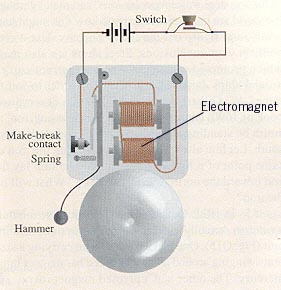 Switch
Electromagnet
Make-break
contact
Spring
Hammer